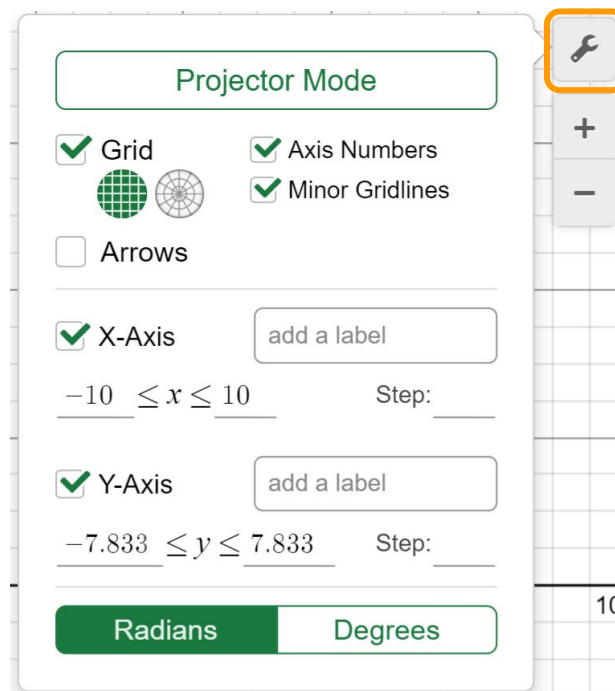 Projector Mode
Grid
Axis Numbers
Minor Gridlines
Arrows
X-Axis
add a label
−10 ≤ x ≤ 10 Step:
Y-Axis
add a label
−7.833 ≤ y ≤ 7.833 Step:
Radians Degrees
+
−